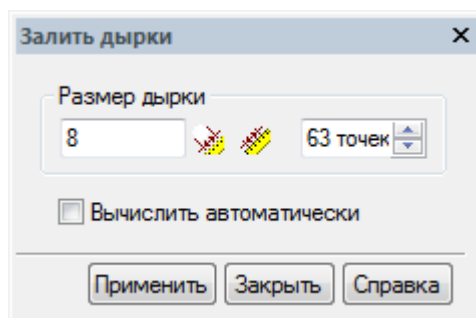 Залить дырки
Размер дырки
8 63 точек
Вычислить автоматически
Применить Закрыть Справка